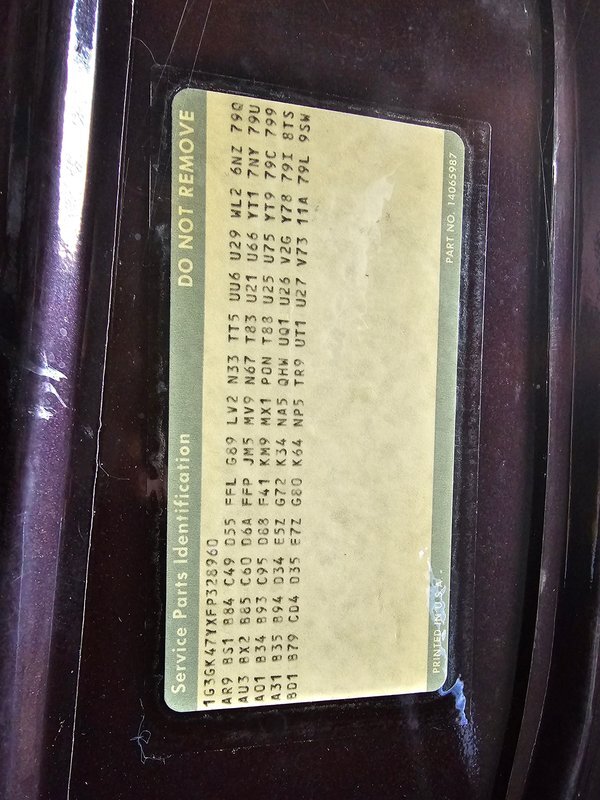 Service Parts Identification DO NOT REMOVE
1G3GK47YXFP328960
AR9 BS1 B84 C49 D55 FFL G89 LV2 N33 TT5 UU6 U29 WL2 6NZ 79Q
AU3 BX2 B85 C60 D6A FFP JM5 MV9 N67 T83 U21 U66 YT1 7NY 79U
A01 B34 B93 C95 D68 F41 KM9 MX1 PDN T88 U25 U75 YT9 79C 799
A31 B35 B94 D34 E5Z G72 K34 NA5 QHW UQ1 U26 V2G Y78 79I 8TS
BD1 B79 CD4 D35 E7Z G80 K64 NP5 TR9 UT1 U27 V73 11A 79L 9SW
PRINTED IN U.S.A. PART NO. 14065987